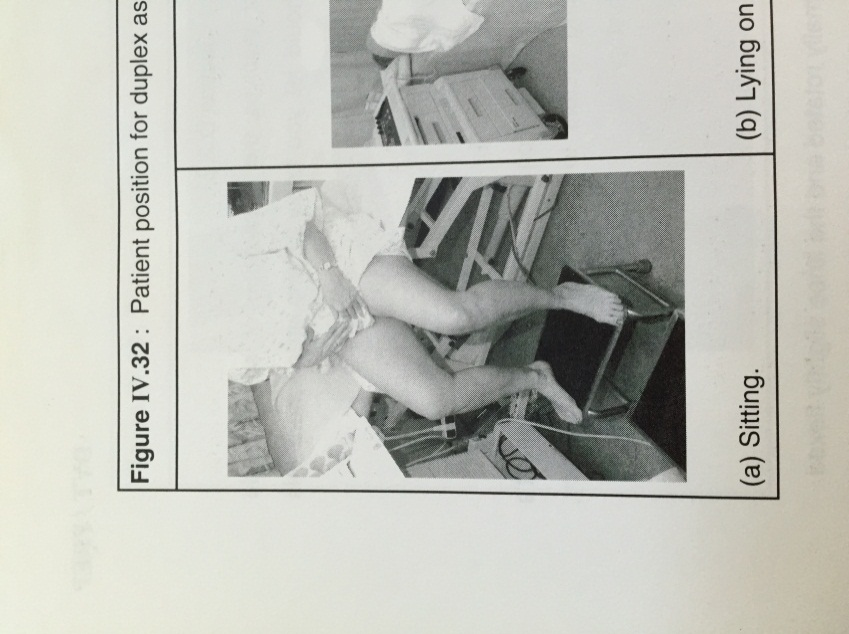 Figure IV.32 : Patient position for duplex as
(a) Sitting.
(b) Lying on